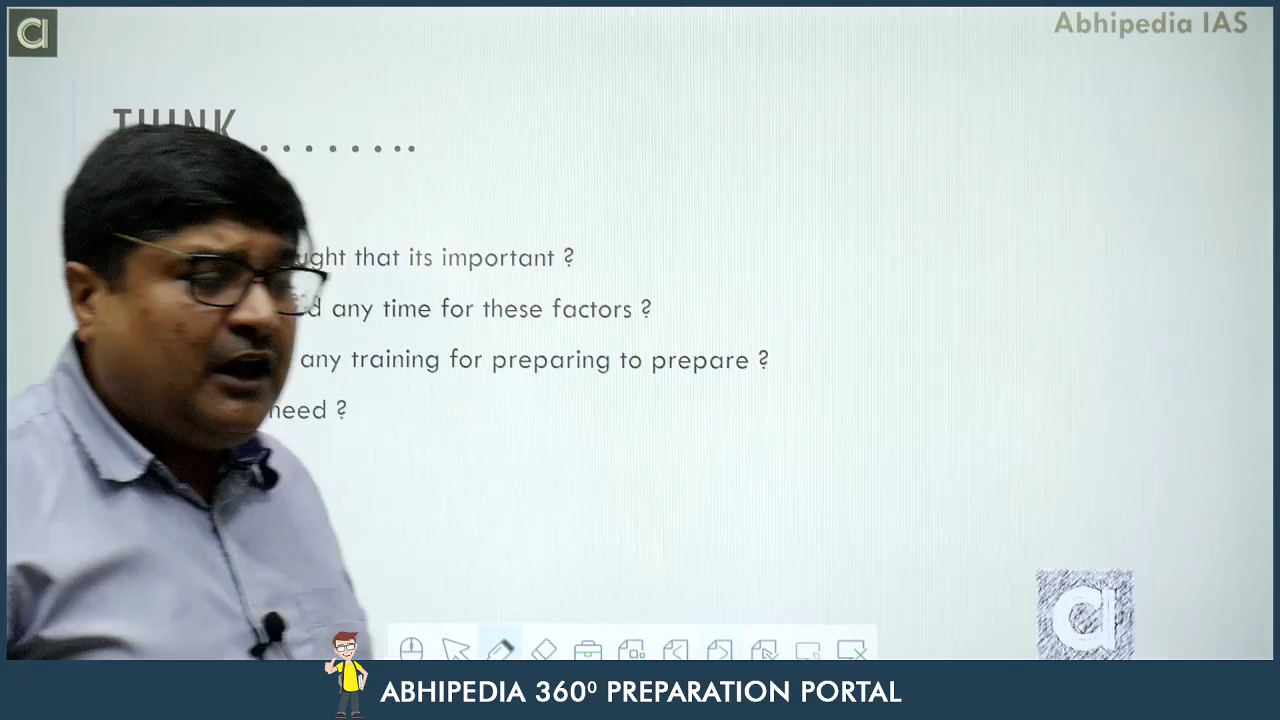 Abhipedia IAS
THINK ........
that its important ?
any time for these factors ?
any training for preparing to prepare ?
need ?
ABHIPEDIA 360⁰ PREPARATION PORTAL